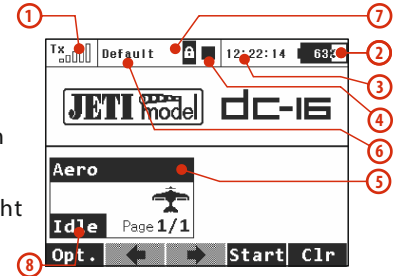 1
7
Tx Default 12:22:14 63%
2
3
4
JETI model dc-16
n
6
Aero
5
ht
Idle Page 1/1
8
Opt. Start Clr